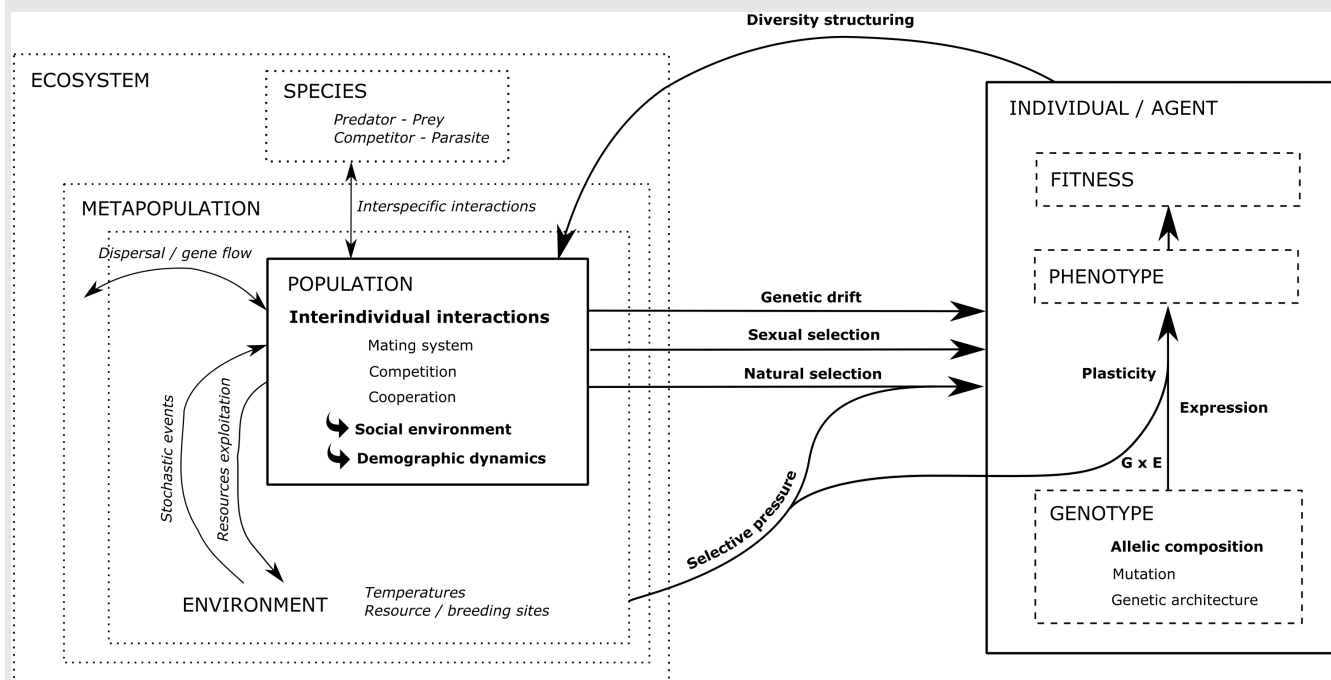 Diversity structuring
ECOSYSTEM
SPECIES
Predator - Prey
Competitor - Parasite
Interspecific interactions
METAPOPULATION
Dispersal / gene flow
POPULATION
Interindividual interactions
Mating system
Competition
Cooperation
Social environment
Demographic dynamics
Stochastic events
Resources exploitation
ENVIRONMENT
Temperatures
Resource / breeding sites
Genetic drift
Sexual selection
Natural selection
Selective pressure
INDIVIDUAL / AGENT
FITNESS
PHENOTYPE
Plasticity
Expression
G x E
GENOTYPE
Allelic composition
Mutation
Genetic architecture